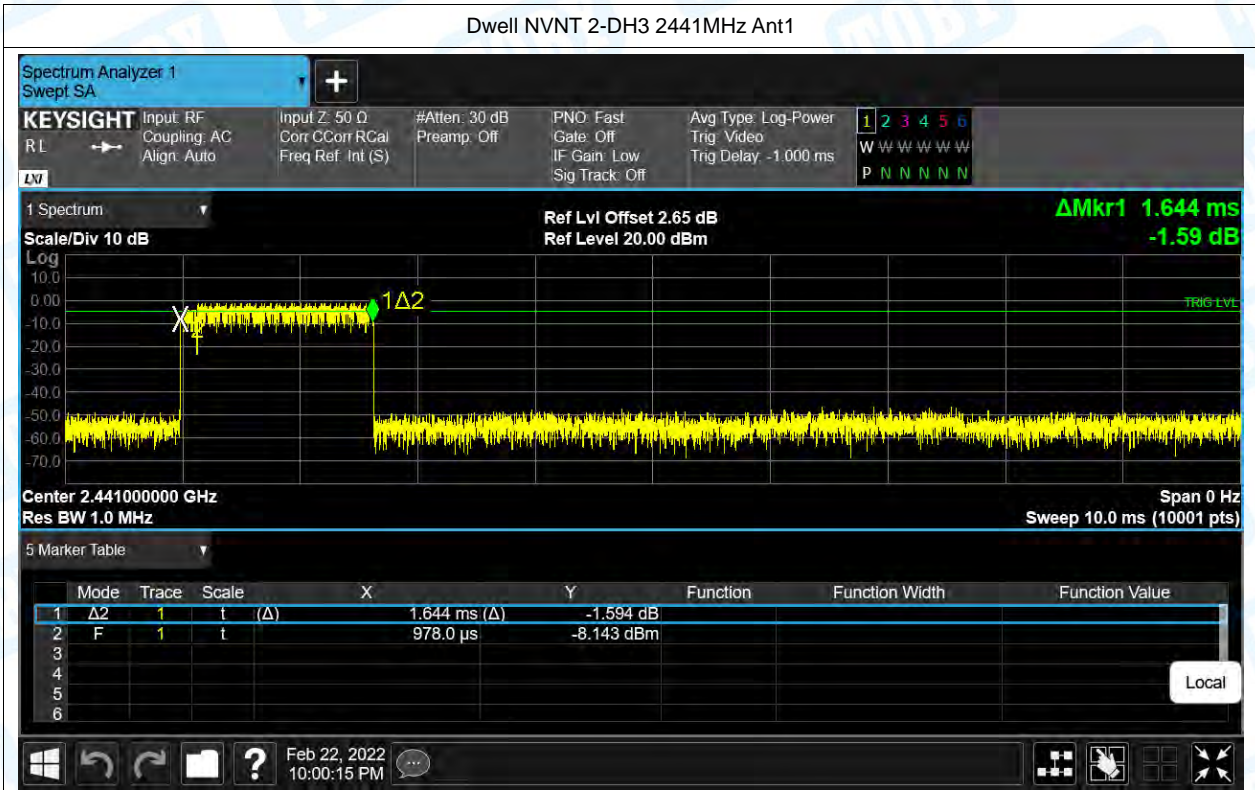 Dwell NVNT 2-DH3 2441MHz Ant1
Spectrum Analyzer 1
Swept SA
+
KEYSIGHT Input: RF Input Z: 50 Ω #Atten: 30 dB PNO: Fast Avg Type: Log-Power 1 2 3 4 5 6
RL Coupling: AC Corr CCorr RCal Preamp: Off Gate: Off Trig: Video W W W W W W
Align: Auto Freq Ref: Int (S) IF Gain: Low Trig Delay: -1.000 ms P N N N N N
LXI Sig Track: Off
1 Spectrum Ref Lvl Offset 2.65 dB ΔMkr1 1.644 ms
Scale/Div 10 dB Ref Level 20.00 dBm -1.59 dB
Log
10.0
0.00 1Δ2 TRIG LVL
-10.0 X2
-20.0
-30.0
-40.0
-50.0
-60.0
-70.0
Center 2.441000000 GHz Span 0 Hz
Res BW 1.0 MHz Sweep 10.0 ms (10001 pts)
5 Marker Table
Mode Trace Scale X Y Function Function Width Function Value
1 Δ2 1 t (Δ) 1.644 ms (Δ) -1.594 dB
2 F 1 t 978.0 µs -8.143 dBm
3
4
5
6
Local
? Feb 22, 2022
10:00:15 PM